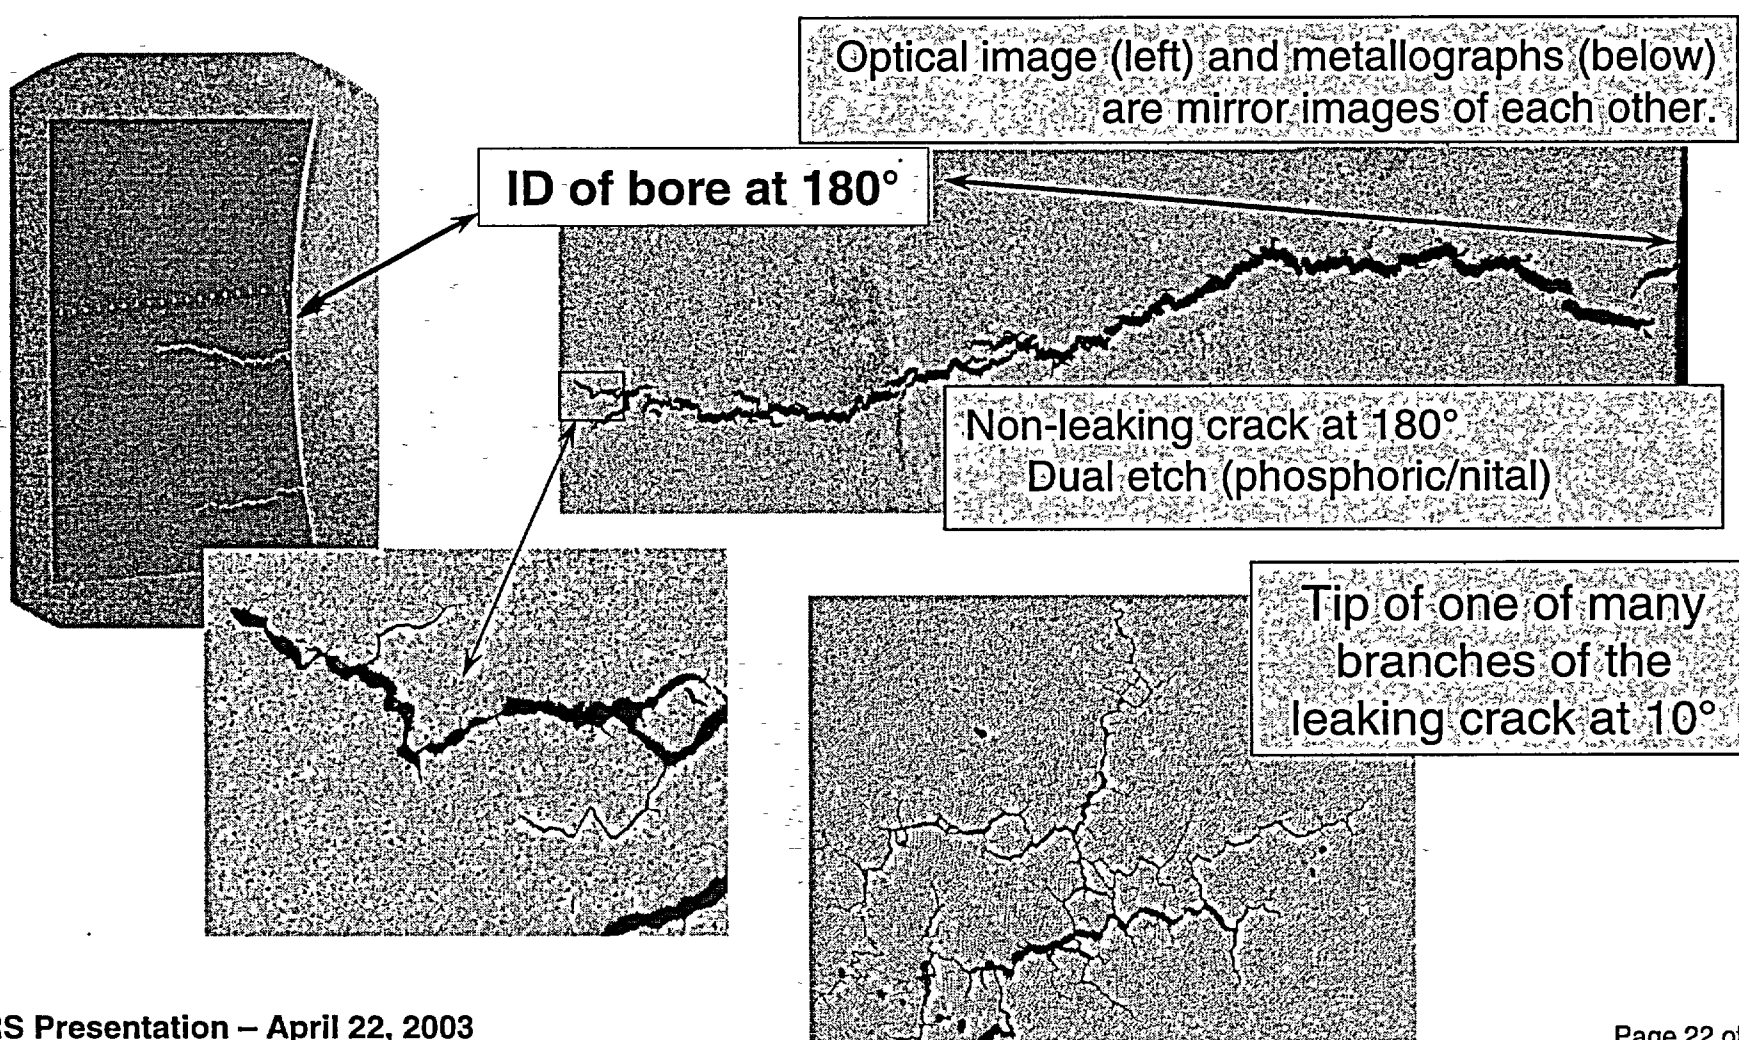 Optical image (left) and metallographs (below)
are mirror images of each other.
ID of bore at 180°
Non-leaking crack at 180°
Dual etch (phosphoric/nital)
Tip of one of many
branches of the
leaking crack at 10°
RS Presentation – April 22, 2003
Page 22 of